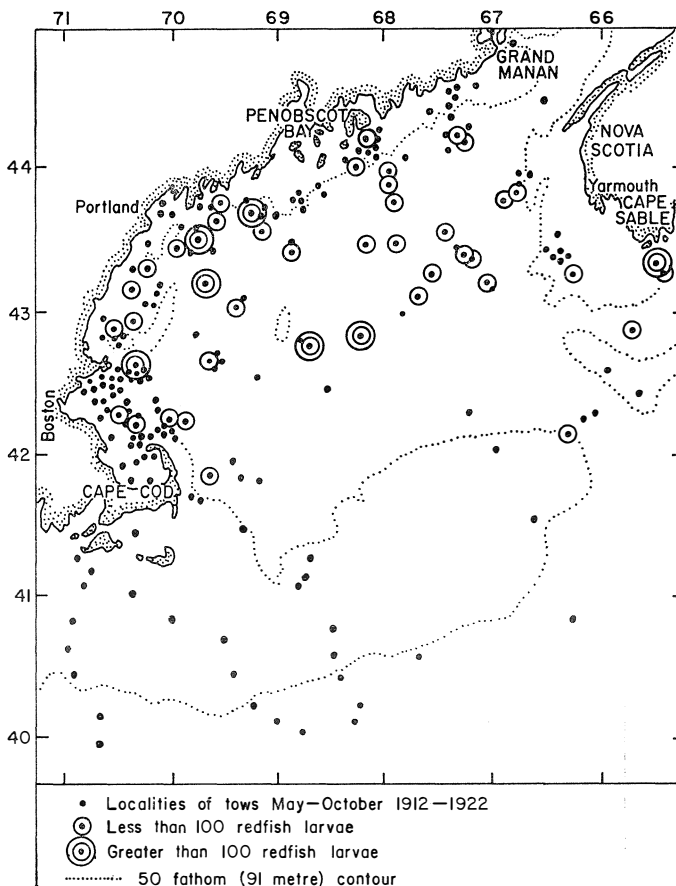 71 70 69 68 67 66
GRAND
MANAN
PENOBSCOT
BAY
NOVA
SCOTIA
44
Yarmouth
CAPE
SABLE
Portland
43
Boston
42
CAPE COD
41
40
Localities of tows May–October 1912–1922
Less than 100 redfish larvae
Greater than 100 redfish larvae
50 fathom (91 metre) contour